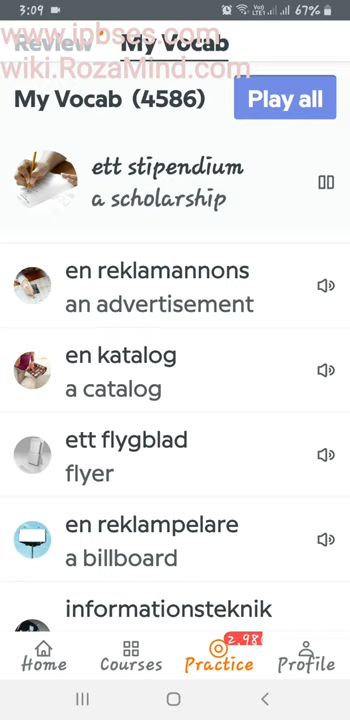 3:09
Vo)) LTE1
67%
www.ipbses.com
Review
My Vocab
wiki.RozaMind.com
My Vocab (4586)
Play all
ett stipendium
a scholarship
en reklamannons
an advertisement
en katalog
a catalog
ett flygblad
flyer
en reklampelare
a billboard
informationsteknik
2,98
Home
Courses
Practice
Profile